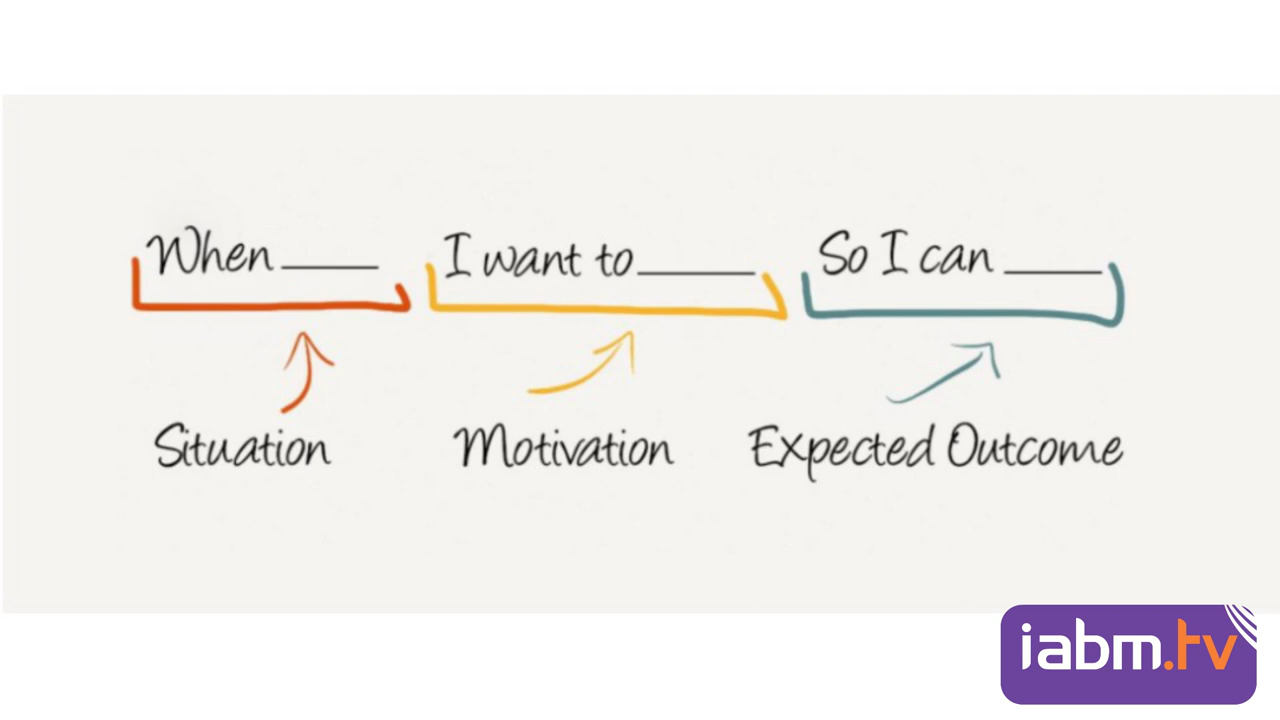 When ____ I want to ____ So I can ____
Situation Motivation Expected Outcome
iabm.tv